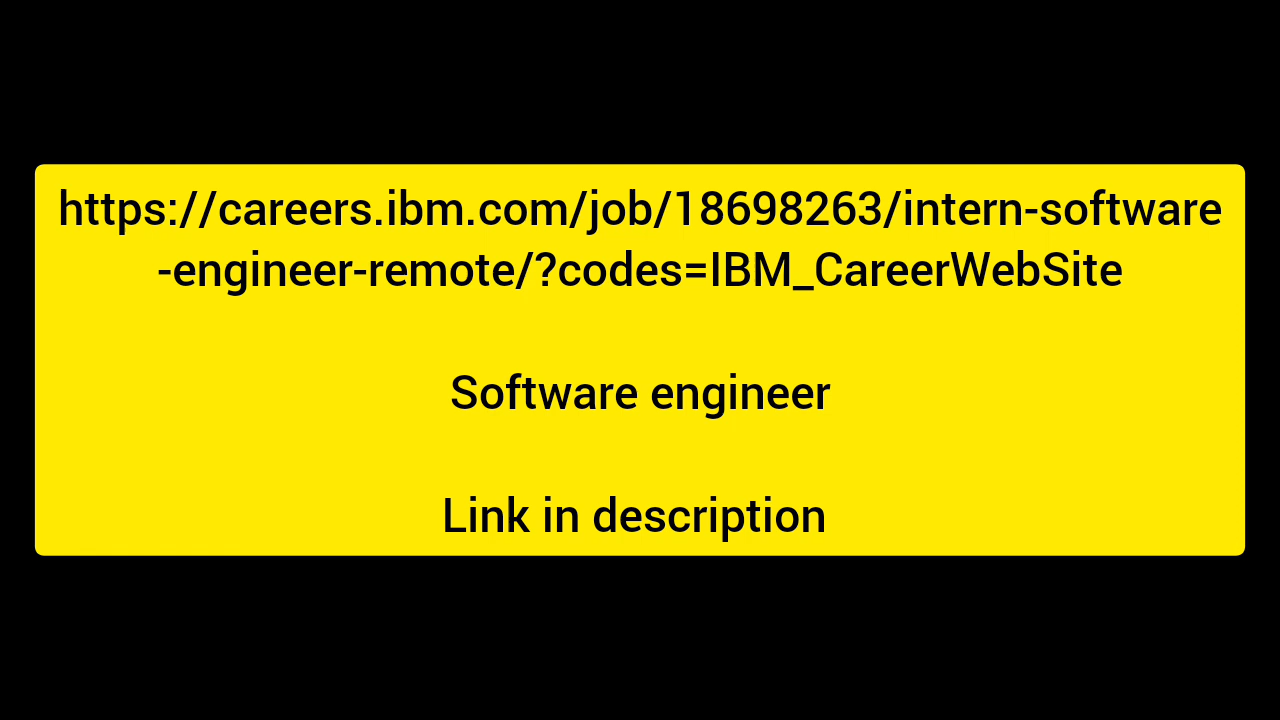 https://careers.ibm.com/job/18698263/intern-software
-engineer-remote/?codes=IBM_CareerWebSite
Software engineer
Link in description